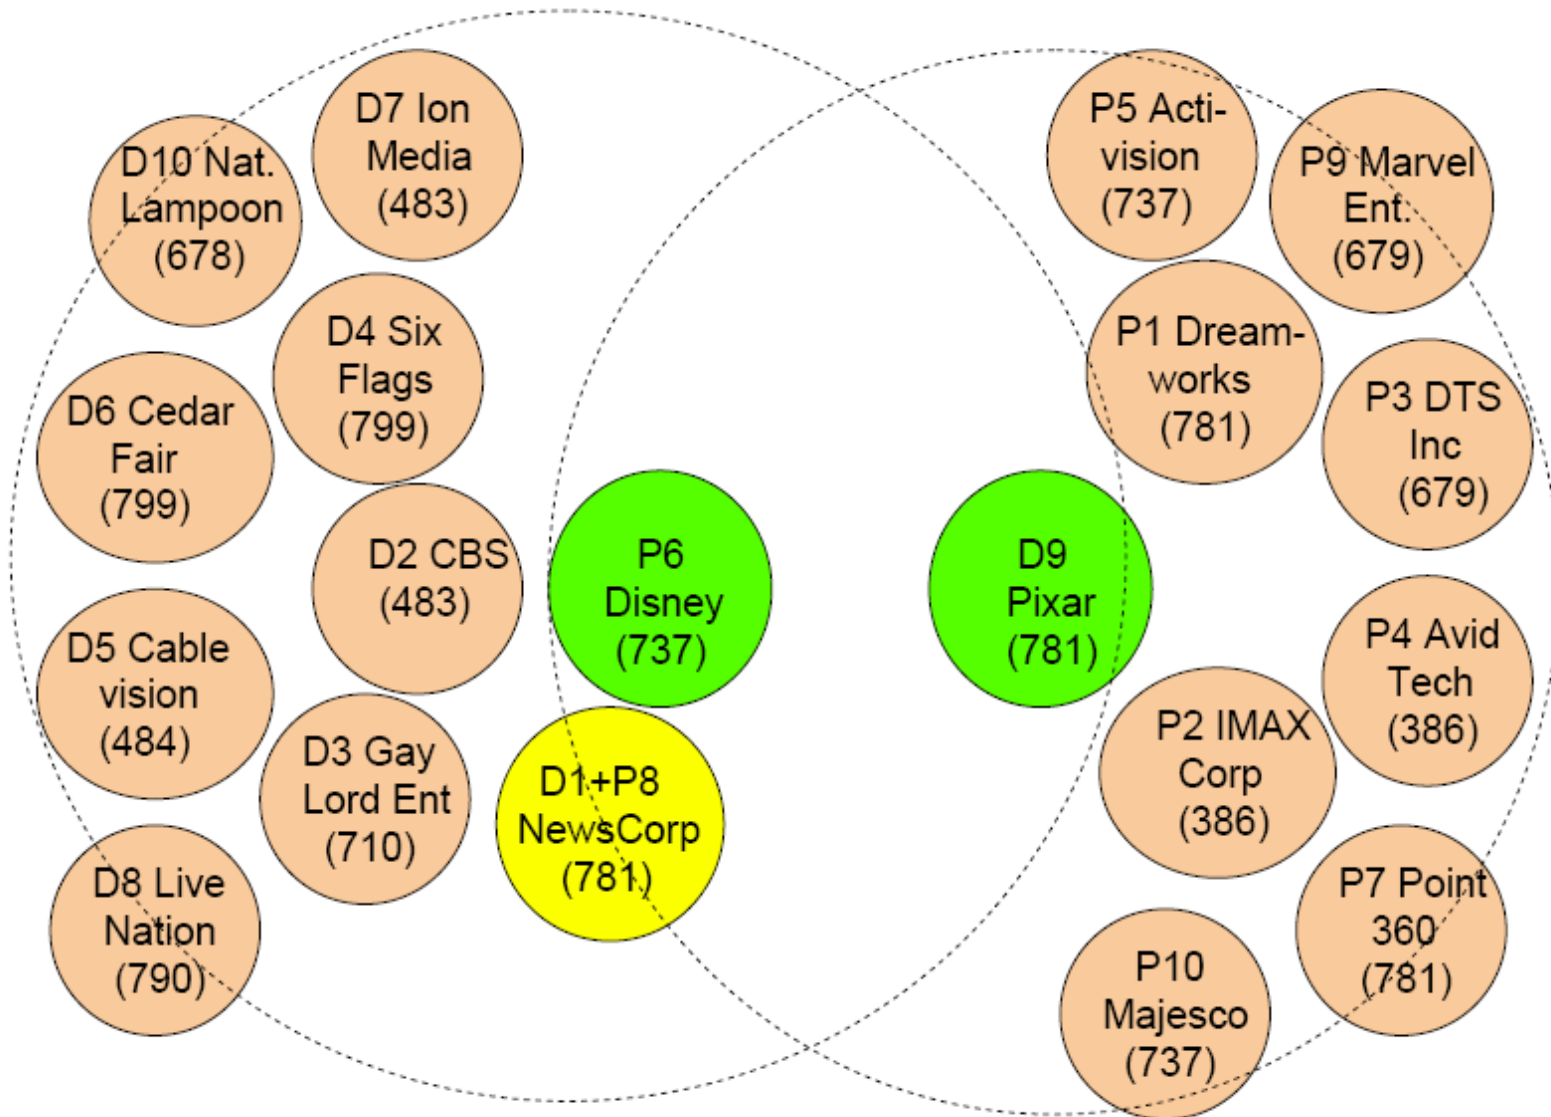 D7 Ion
Media
(483)
D10 Nat.
Lampoon
(678)
D4 Six
Flags
(799)
D6 Cedar
Fair
(799)
D2 CBS
(483)
D5 Cable
vision
(484)
D3 Gay
Lord Ent
(710)
D8 Live
Nation
(790)
P6
Disney
(737)
D1+P8
NewsCorp
(781)
D9
Pixar
(781)
P5 Acti-
vision
(737)
P9 Marvel
Ent.
(679)
P1 Dream-
works
(781)
P3 DTS
Inc
(679)
P4 Avid
Tech
(386)
P2 IMAX
Corp
(386)
P7 Point
360
(781)
P10
Majesco
(737)